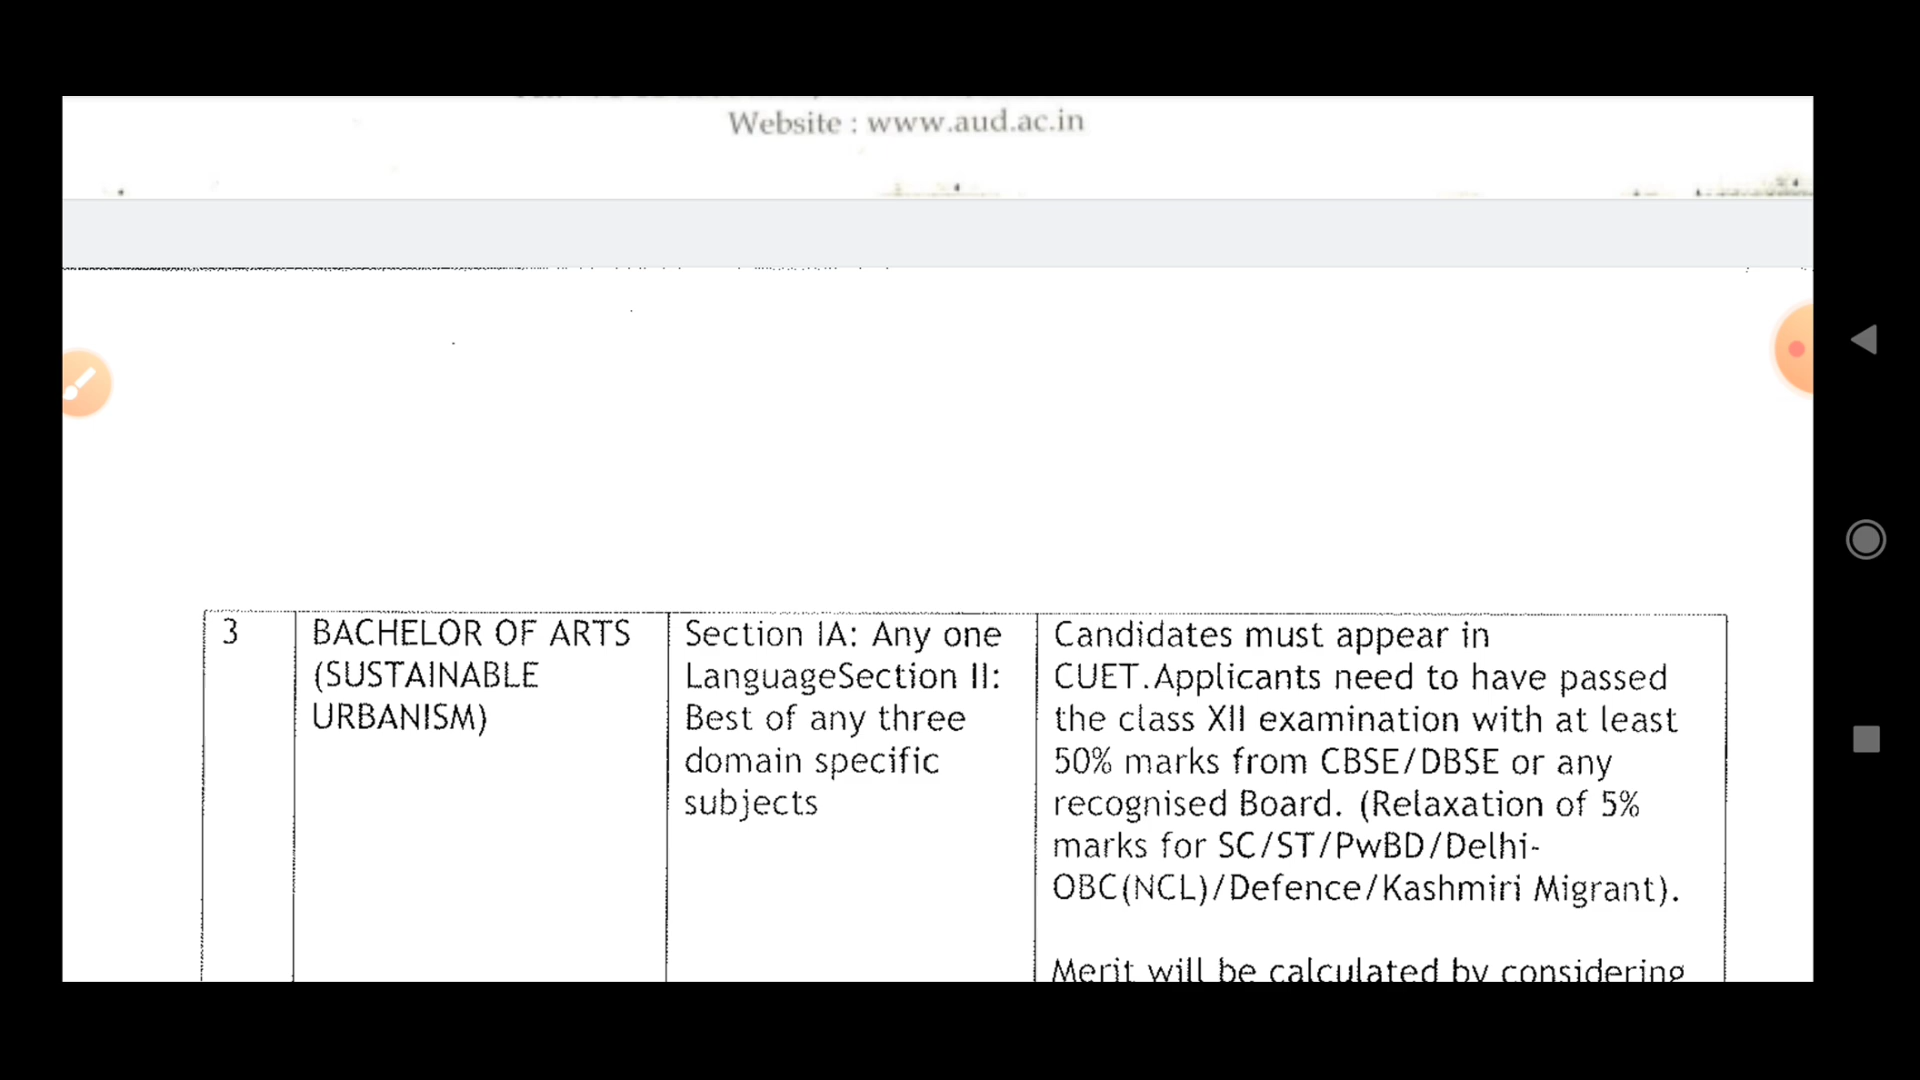 Website : www.aud.ac.in
3
BACHELOR OF ARTS
(SUSTAINABLE
URBANISM)
Section IA: Any one
LanguageSection II:
Best of any three
domain specific
subjects
Candidates must appear in
CUET.Applicants need to have passed
the class XII examination with at least
50% marks from CBSE/DBSE or any
recognised Board. (Relaxation of 5%
marks for SC/ST/PwBD/Delhi-
OBC(NCL)/Defence/Kashmiri Migrant).
Merit will be calculated by considering